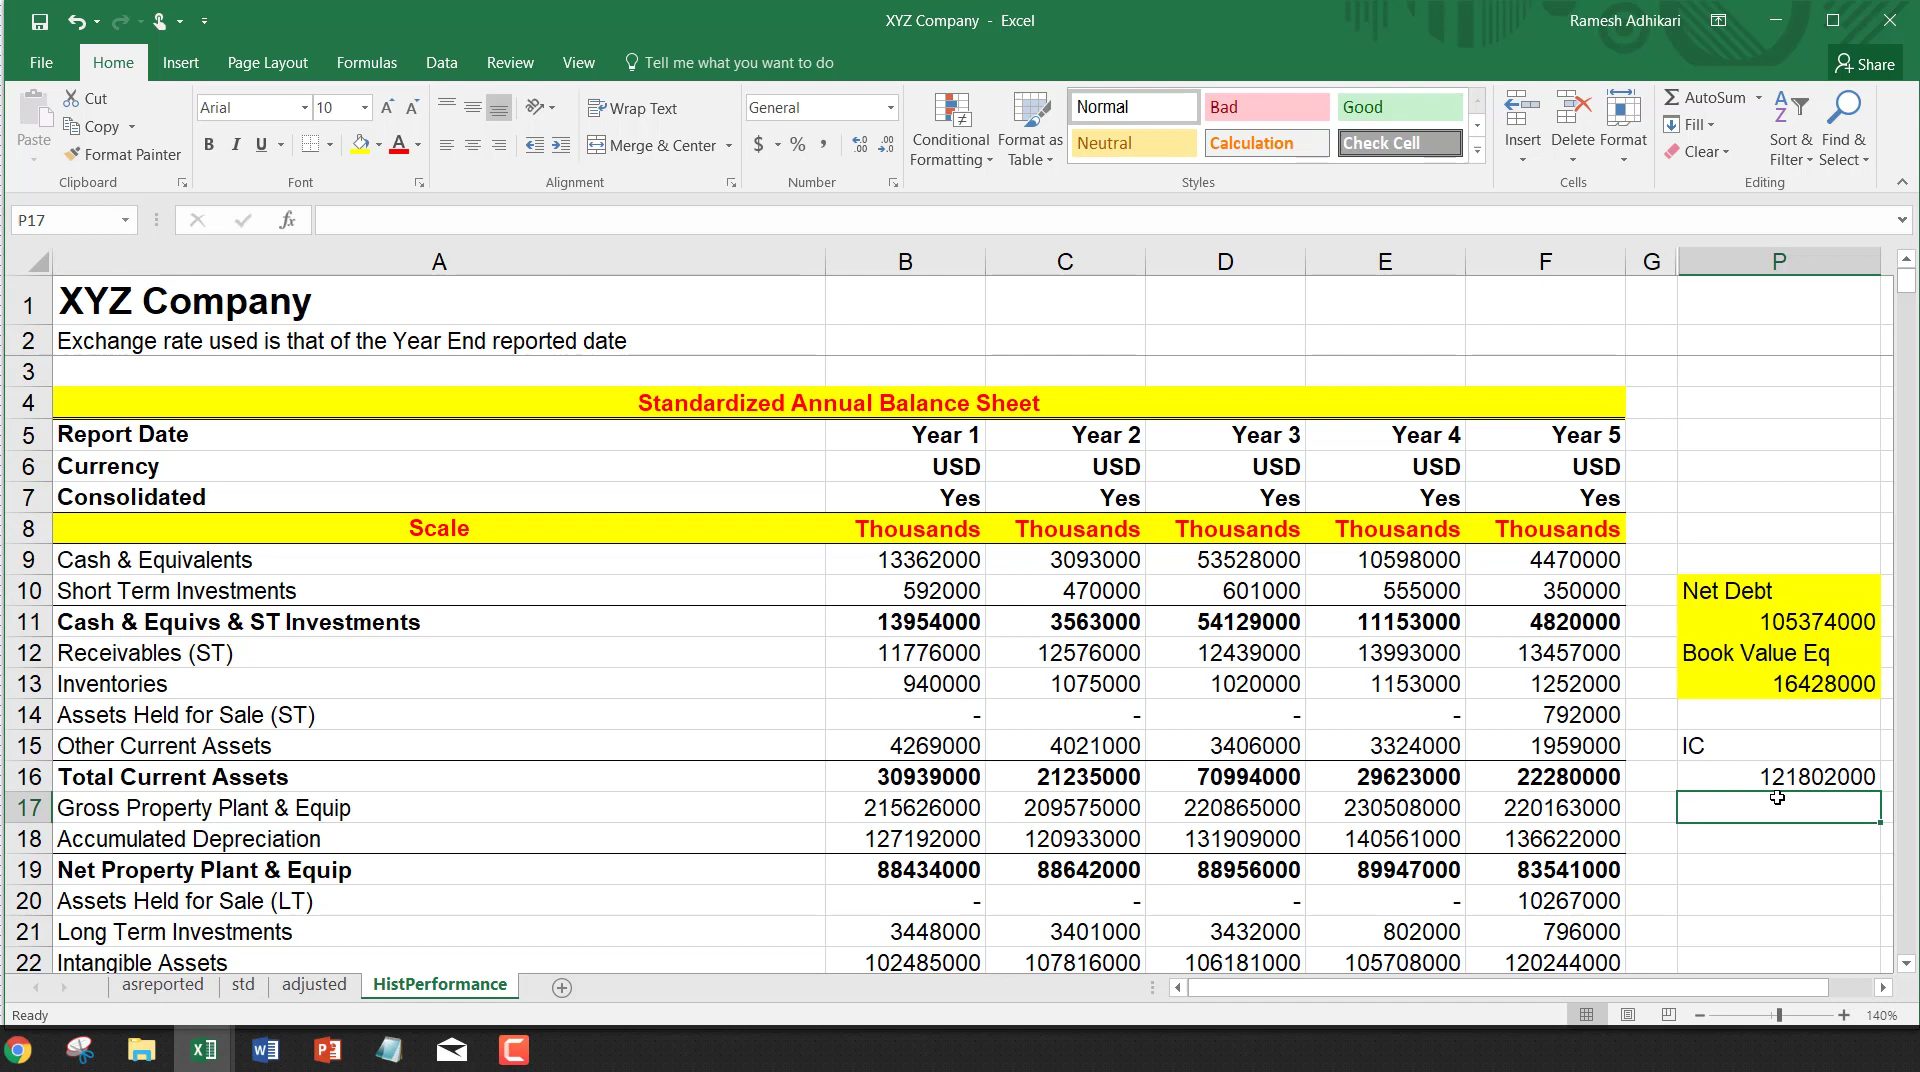 XYZ Company - Excel
Ramesh Adhikari
File Home Insert Page Layout Formulas Data Review View Tell me what you want to do
Share
Paste
Cut
Copy
Format Painter
Clipboard
Arial 10
B I U
Font
Wrap Text
Merge & Center
Alignment
General
$ % ,
Number
Conditional Formatting
Format as Table
Normal Bad Good
Neutral Calculation Check Cell
Styles
Insert Delete Format
Cells
AutoSum
Fill
Clear
Sort & Filter
Find & Select
Editing
P17 fx
A B C D E F G P
1 XYZ Company
2 Exchange rate used is that of the Year End reported date
3
4 Standardized Annual Balance Sheet
5 Report Date Year 1 Year 2 Year 3 Year 4 Year 5
6 Currency USD USD USD USD USD
7 Consolidated Yes Yes Yes Yes Yes
8 Scale Thousands Thousands Thousands Thousands Thousands
9 Cash & Equivalents 13362000 3093000 53528000 10598000 4470000
10 Short Term Investments 592000 470000 601000 555000 350000 Net Debt
11 Cash & Equivs & ST Investments 13954000 3563000 54129000 11153000 4820000 105374000
12 Receivables (ST) 11776000 12576000 12439000 13993000 13457000 Book Value Eq
13 Inventories 940000 1075000 1020000 1153000 1252000 16428000
14 Assets Held for Sale (ST) - - - - 792000
15 Other Current Assets 4269000 4021000 3406000 3324000 1959000 IC
16 Total Current Assets 30939000 21235000 70994000 29623000 22280000 121802000
17 Gross Property Plant & Equip 215626000 209575000 220865000 230508000 220163000
18 Accumulated Depreciation 127192000 120933000 131909000 140561000 136622000
19 Net Property Plant & Equip 88434000 88642000 88956000 89947000 83541000
20 Assets Held for Sale (LT) - - - - 10267000
21 Long Term Investments 3448000 3401000 3432000 802000 796000
22 Intangible Assets 102485000 107816000 106181000 105708000 120244000
asreported std adjusted HistPerformance
Ready
140%